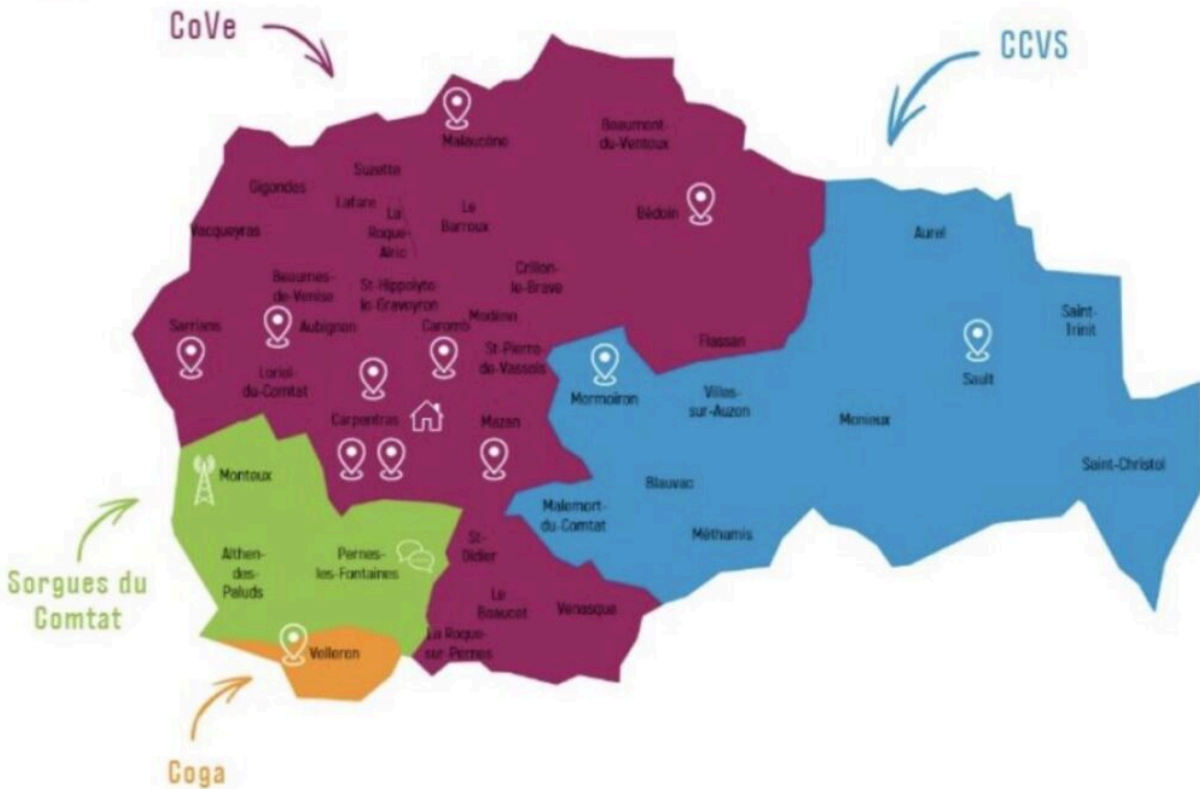 CoVe
CCVS
Malaucène
Beaumont-
du-Ventoux
Suzette
Gigondas
Lafare
La
Roque-
Alric
Le
Barroux
Bédoin
Vacqueyras
Aurel
Crillon-
le-Brave
Beaumes-
de-Venise
St-Hippolyte-
le-Graveyron
Modène
Saint-
Trinit
Sarrians
Aubignan
Caromb
St-Pierre-
de-Vassols
Flassan
Loriol-
du-Comtat
Mormoiron
Villes-
sur-Auzon
Sault
Carpentras
Mazan
Monieux
Monteux
Saint-Christol
Blauvac
Malemort-
du-Comtat
Méthamis
St-
Didier
Althen-
des-
Paluds
Pernes-
les-Fontaines
Sorgues du
Comtat
Le
Beaucet
Venasque
La Roque-
sur-Pernes
Velleron
Coga